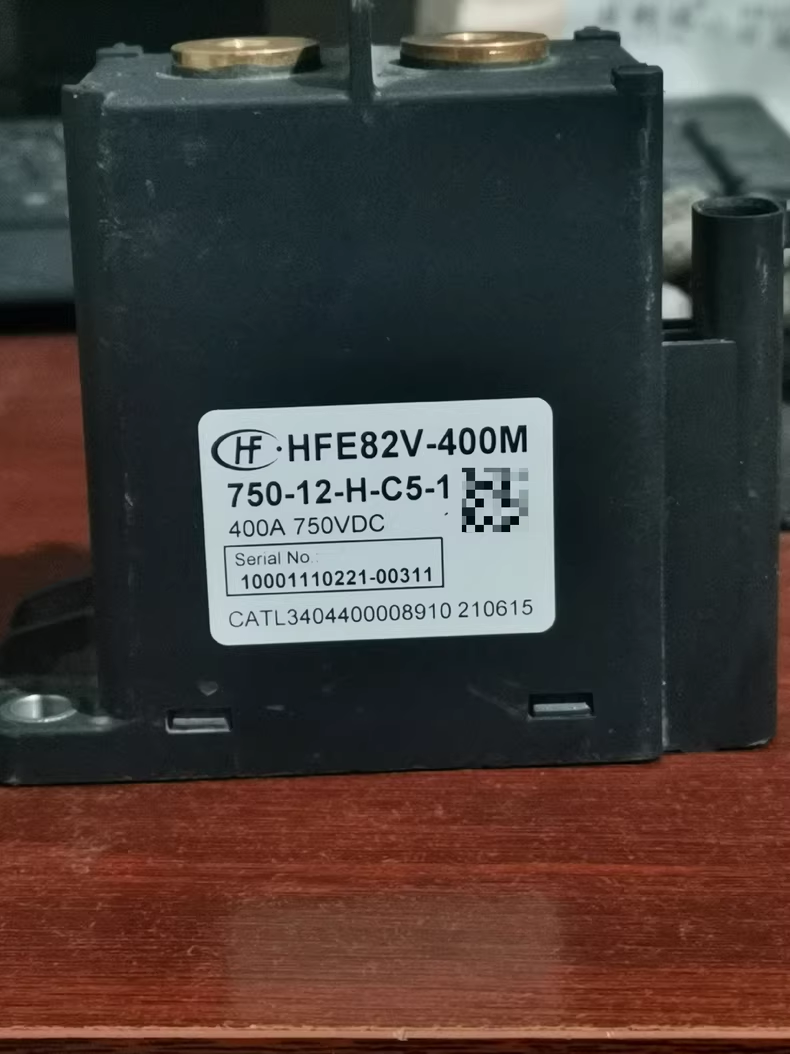 HF·HFE82V-400M
750-12-H-C5-1
400A 750VDC
Serial No.:
10001110221-00311
CATL3404400008910 210615